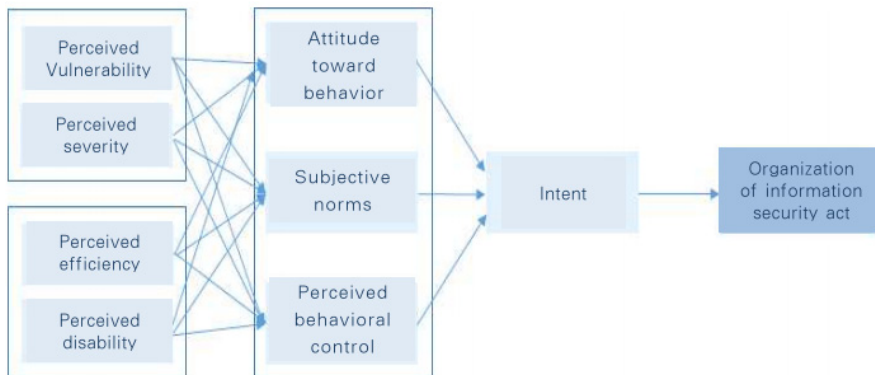 Perceived
Vulnerability
Perceived
severity
Perceived
efficiency
Perceived
disability
Attitude
toward
behavior
Subjective
norms
Perceived
behavioral
control
Intent
Organization
of information
security act